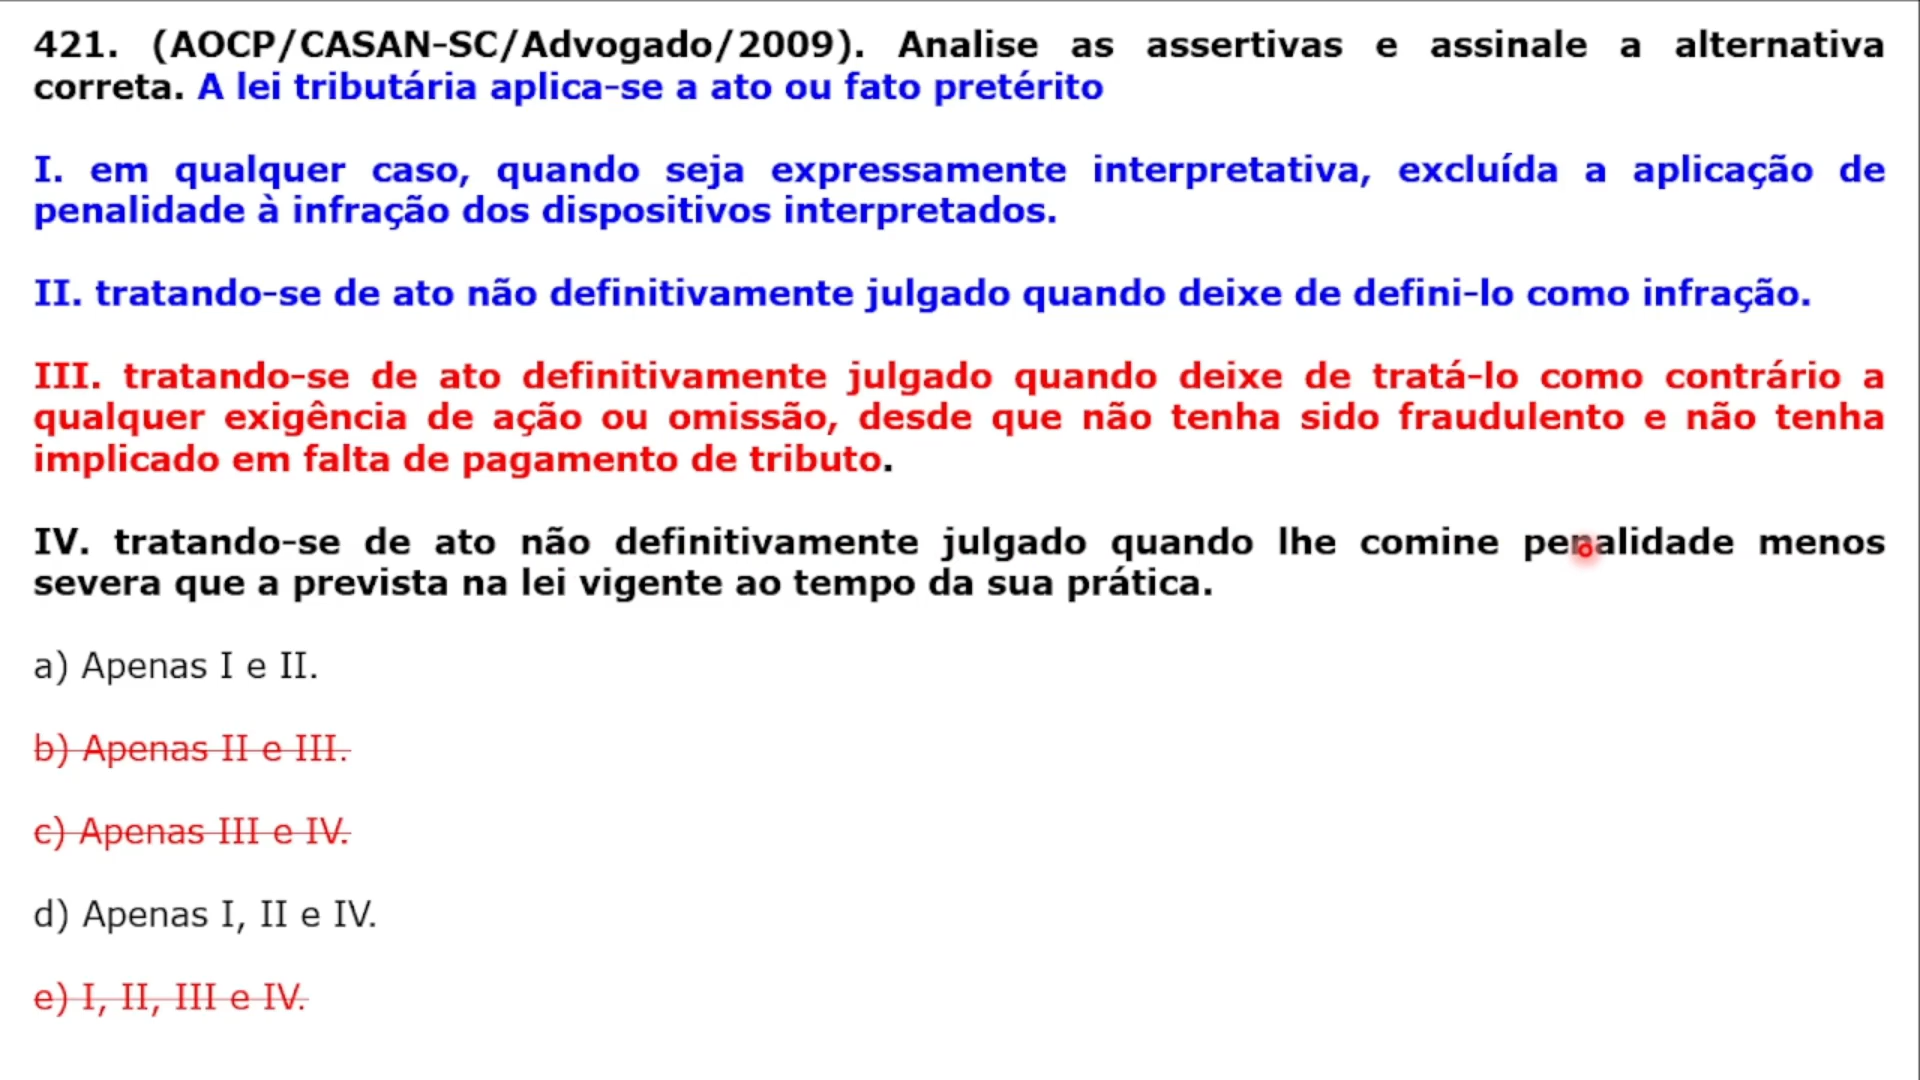 421. (AOCP/CASAN-SC/Advogado/2009). Analise as assertivas e assinale a alternativa
correta. A lei tributária aplica-se a ato ou fato pretérito
I. em qualquer caso, quando seja expressamente interpretativa, excluída a aplicação de
penalidade à infração dos dispositivos interpretados.
II. tratando-se de ato não definitivamente julgado quando deixe de defini-lo como infração.
III. tratando-se de ato definitivamente julgado quando deixe de tratá-lo como contrário a
qualquer exigência de ação ou omissão, desde que não tenha sido fraudulento e não tenha
implicado em falta de pagamento de tributo.
IV. tratando-se de ato não definitivamente julgado quando lhe comine penalidade menos
severa que a prevista na lei vigente ao tempo da sua prática.
a) Apenas I e II.
b) Apenas II e III.
c) Apenas III e IV.
d) Apenas I, II e IV.
e) I, II, III e IV.